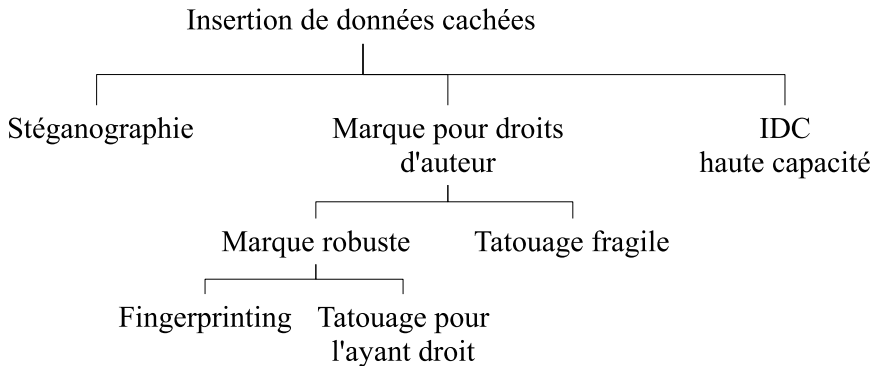 Insertion de données cachées
Stéganographie
Marque pour droits
d'auteur
IDC
haute capacité
Marque robuste
Tatouage fragile
Fingerprinting
Tatouage pour
l'ayant droit